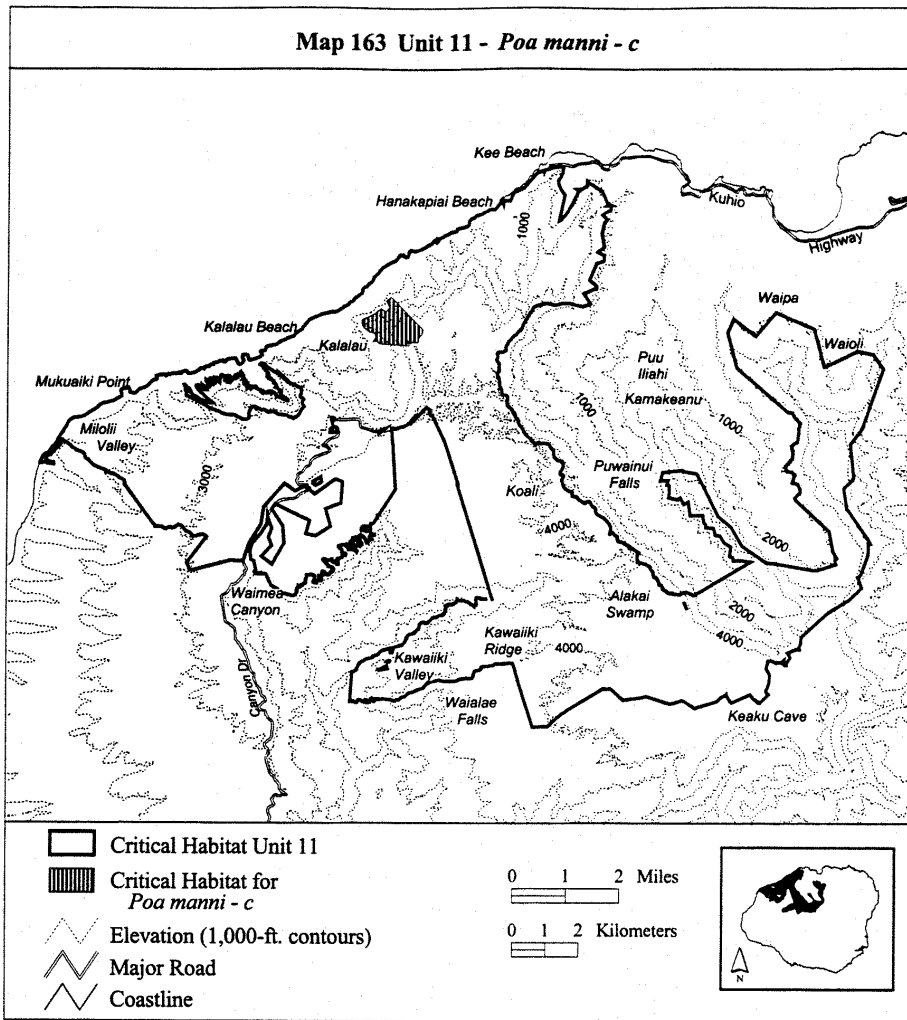 Map 163 Unit 11 - Poa manni - c
Kee Beach
Hanakapiai Beach
Kuhio
Highway
1000
Waipa
Kalalau Beach
Kalalau
Waioli
Puu
Iliahi
Mukuaiki Point
Kamakeanu
1000
1000
Milolii
Valley
3000
Puwainui
Falls
Koali
4000
2000
Waimea
Canyon
Alakai
Swamp
2000
4000
Kawaiiki
Ridge
4000
Kawaiiki
Valley
Waialae
Falls
Keaku Cave
Canyon Dr
Critical Habitat Unit 11
Critical Habitat for
Poa manni - c
Elevation (1,000-ft. contours)
Major Road
Coastline
0 1 2 Miles
0 1 2 Kilometers
N